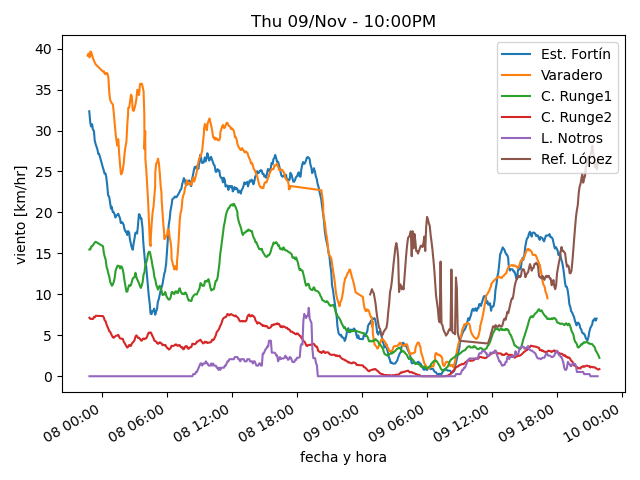 Thu 09/Nov - 10:00PM
Est. Fortín
Varadero
C. Runge1
C. Runge2
L. Notros
Ref. López
viento [km/hr]
40
35
30
25
20
15
10
5
0
08 00:00
08 06:00
08 12:00
08 18:00
09 00:00
09 06:00
09 12:00
09 18:00
10 00:00
fecha y hora